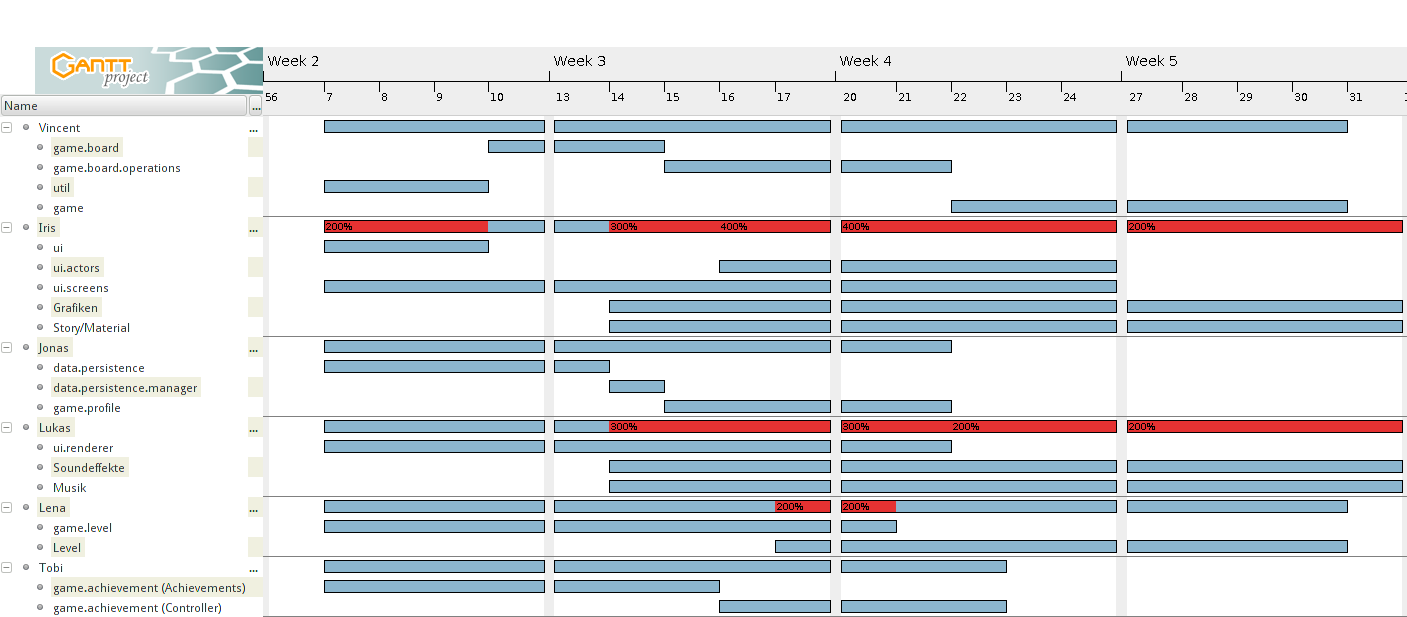 GANTT project
Week 2 Week 3 Week 4 Week 5
56 7 8 9 10 13 14 15 16 17 20 21 22 23 24 27 28 29 30 31
Name ...
Vincent ...
game.board
game.board.operations
util
game
Iris ... 200% 300% 400% 400% 200%
ui
ui.actors
ui.screens
Grafiken
Story/Material
Jonas ...
data.persistence
data.persistence.manager
game.profile
Lukas ... 300% 300% 200% 200%
ui.renderer
Soundeffekte
Musik
Lena ... 200% 200%
game.level
Level
Tobi ...
game.achievement (Achievements)
game.achievement (Controller)